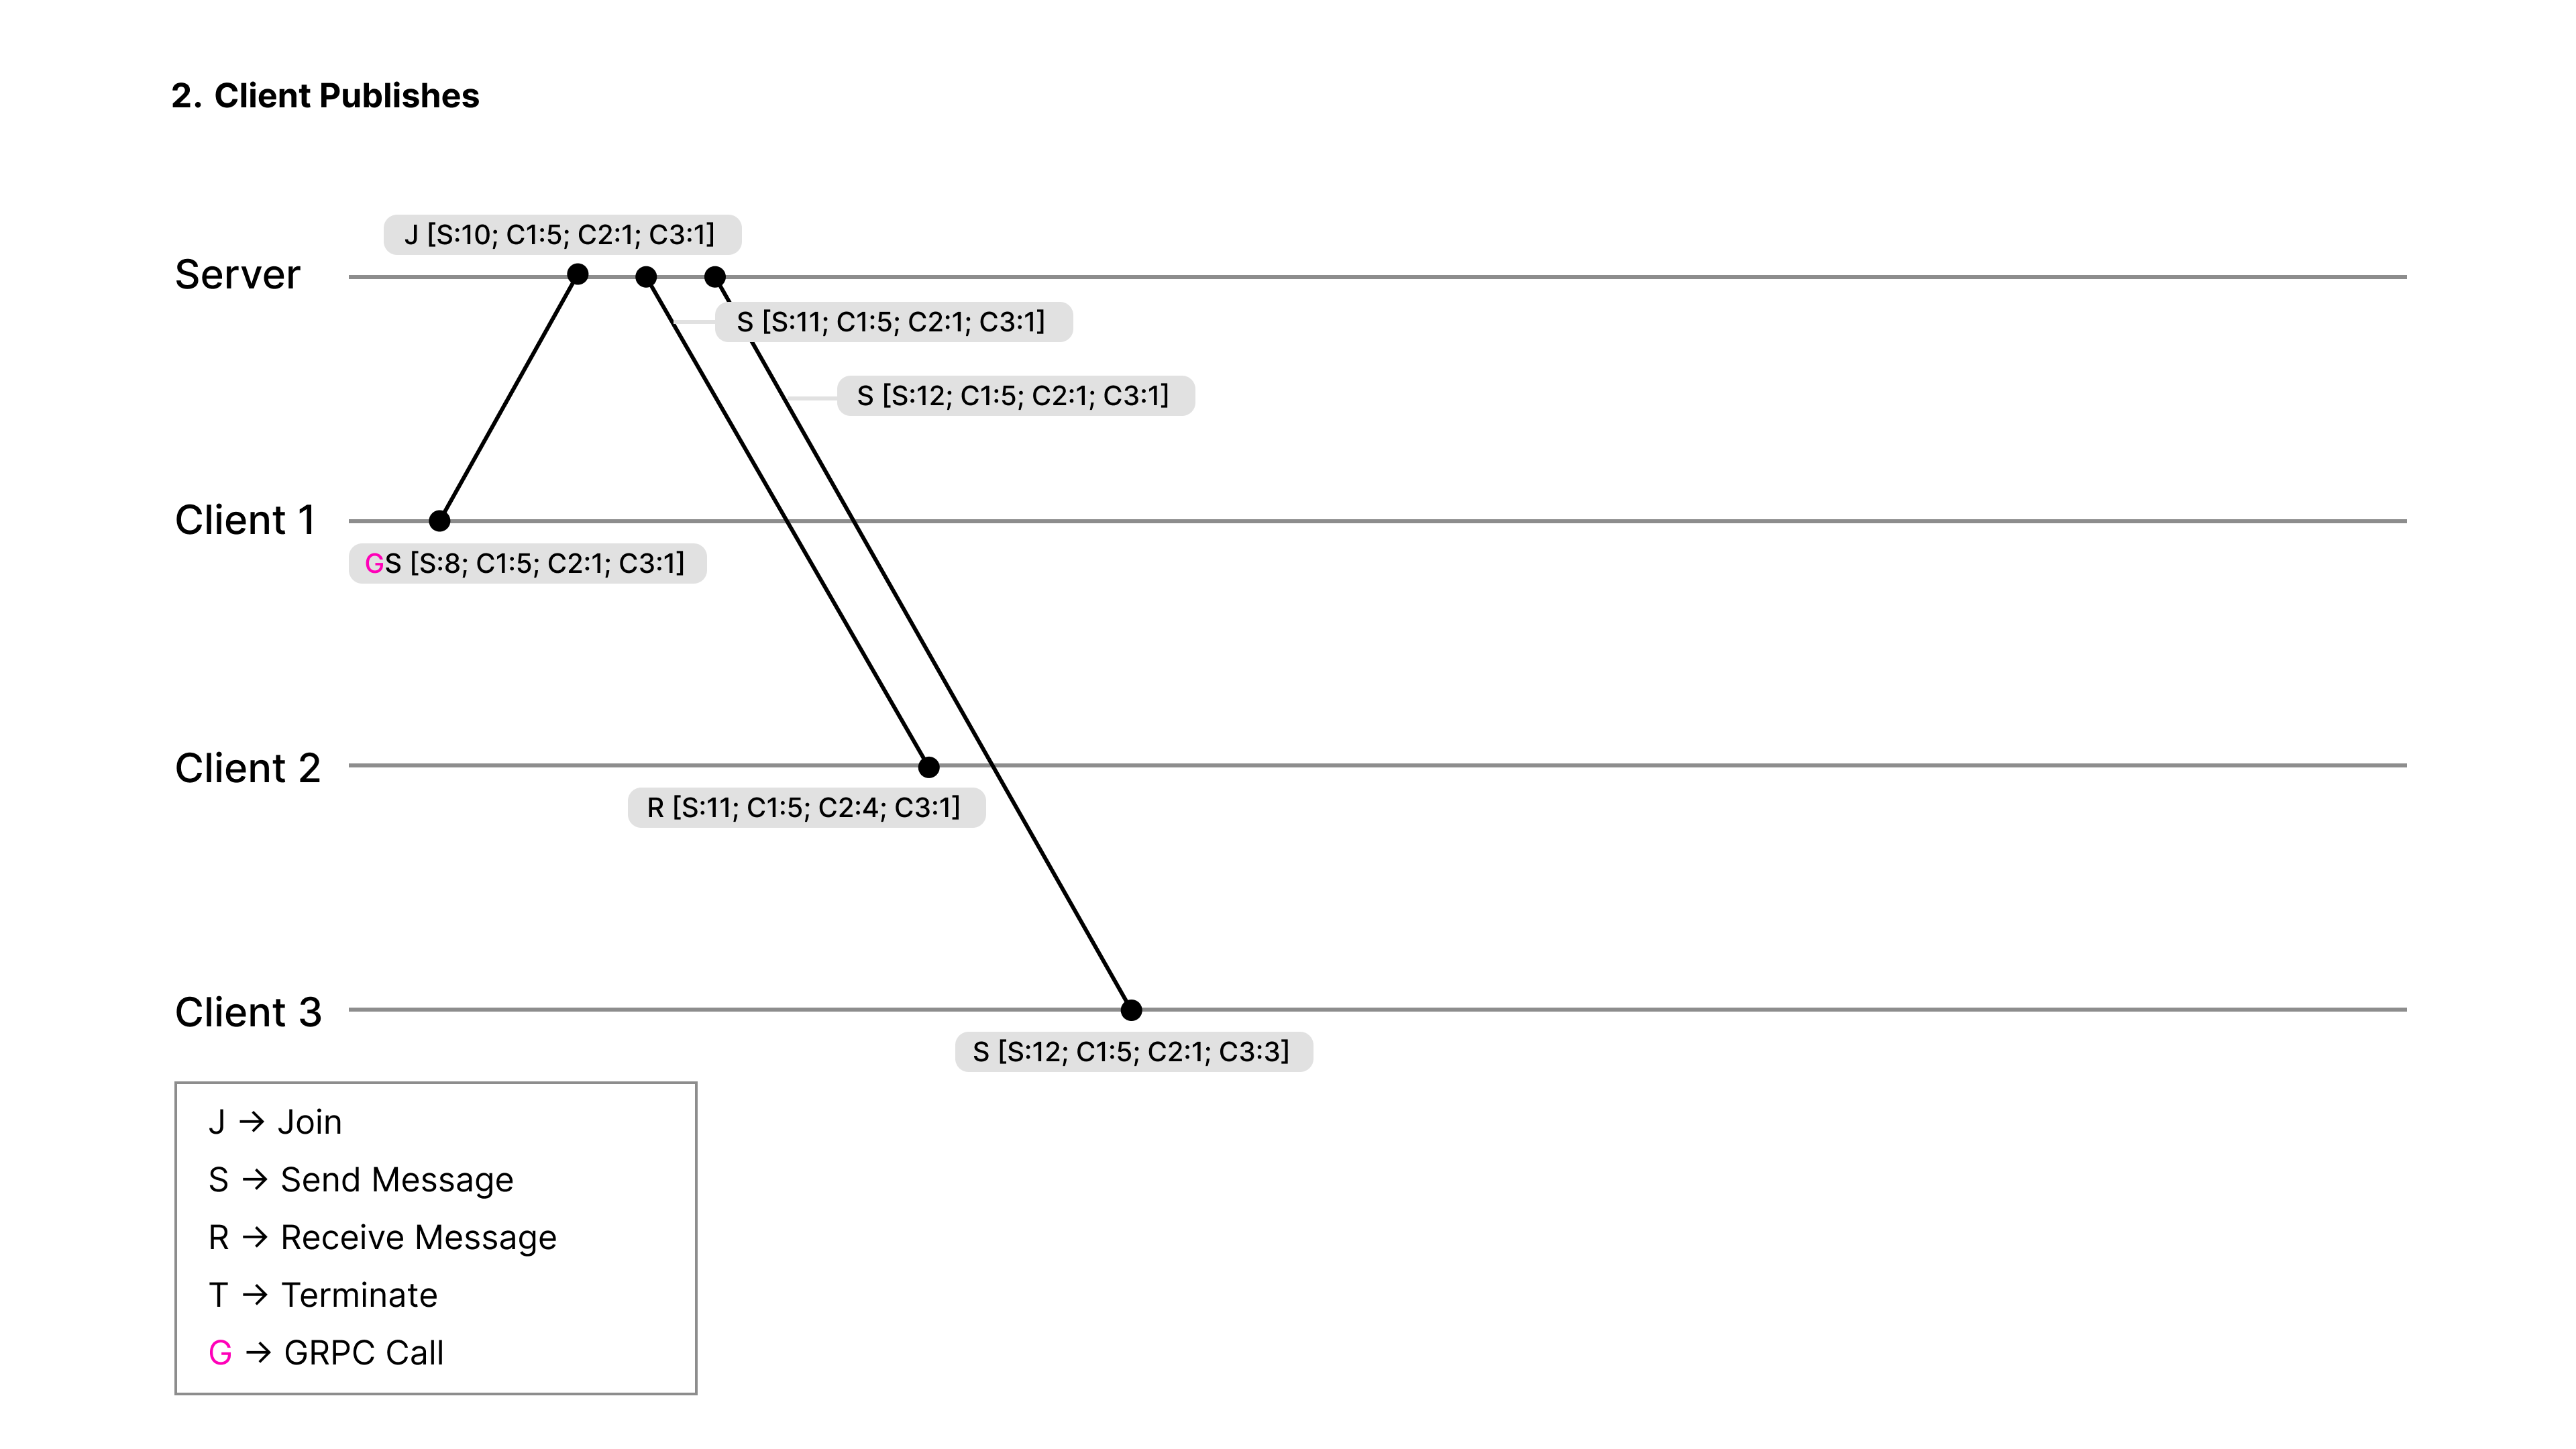 2. Client Publishes
J [S:10; C1:5; C2:1; C3:1]
Server
S [S:11; C1:5; C2:1; C3:1]
S [S:12; C1:5; C2:1; C3:1]
Client 1
GS [S:8; C1:5; C2:1; C3:1]
Client 2
R [S:11; C1:5; C2:4; C3:1]
Client 3
S [S:12; C1:5; C2:1; C3:3]
J → Join
S → Send Message
R → Receive Message
T → Terminate
G → GRPC Call